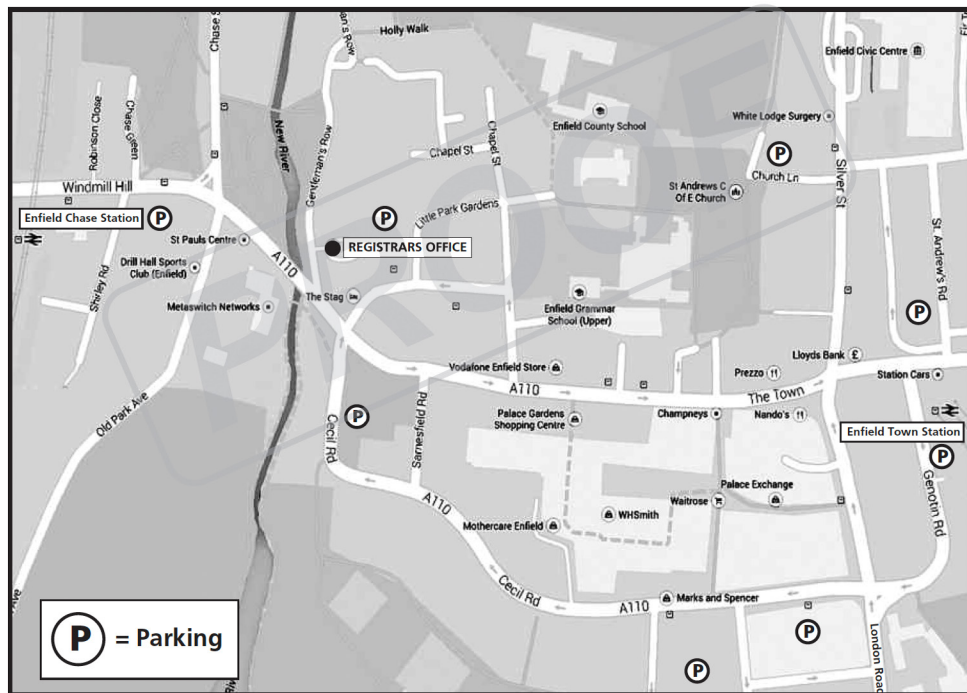 Holly Walk
Gentleman's Row
Enfield Civic Centre
Robinson Close
Chase Green
New River
Chapel St
Chapel St
Enfield County School
White Lodge Surgery
P
Church Ln
Silver St
Windmill Hill
St Andrews C
Of E Church
Enfield Chase Station
P
P
Little Park Gardens
St. Andrew's Rd
St Pauls Centre
REGISTRARS OFFICE
A110
Drill Hall Sports
Club (Enfield)
Shirley Rd
Metaswitch Networks
The Stag
Enfield Grammar
School (Upper)
P
Lloyds Bank
£
Vodafone Enfield Store
Prezzo
Station Cars
A110
The Town
Old Park Ave
P
Cecil Rd
Sarnesfield Rd
Palace Gardens
Shopping Centre
Champneys
Nando's
Enfield Town Station
P
Genotin Rd
A110
Palace Exchange
Waitrose
WHSmith
Mothercare Enfield
Cecil Rd
A110
Marks and Spencer
London Road
P
P
P = Parking
PROOF